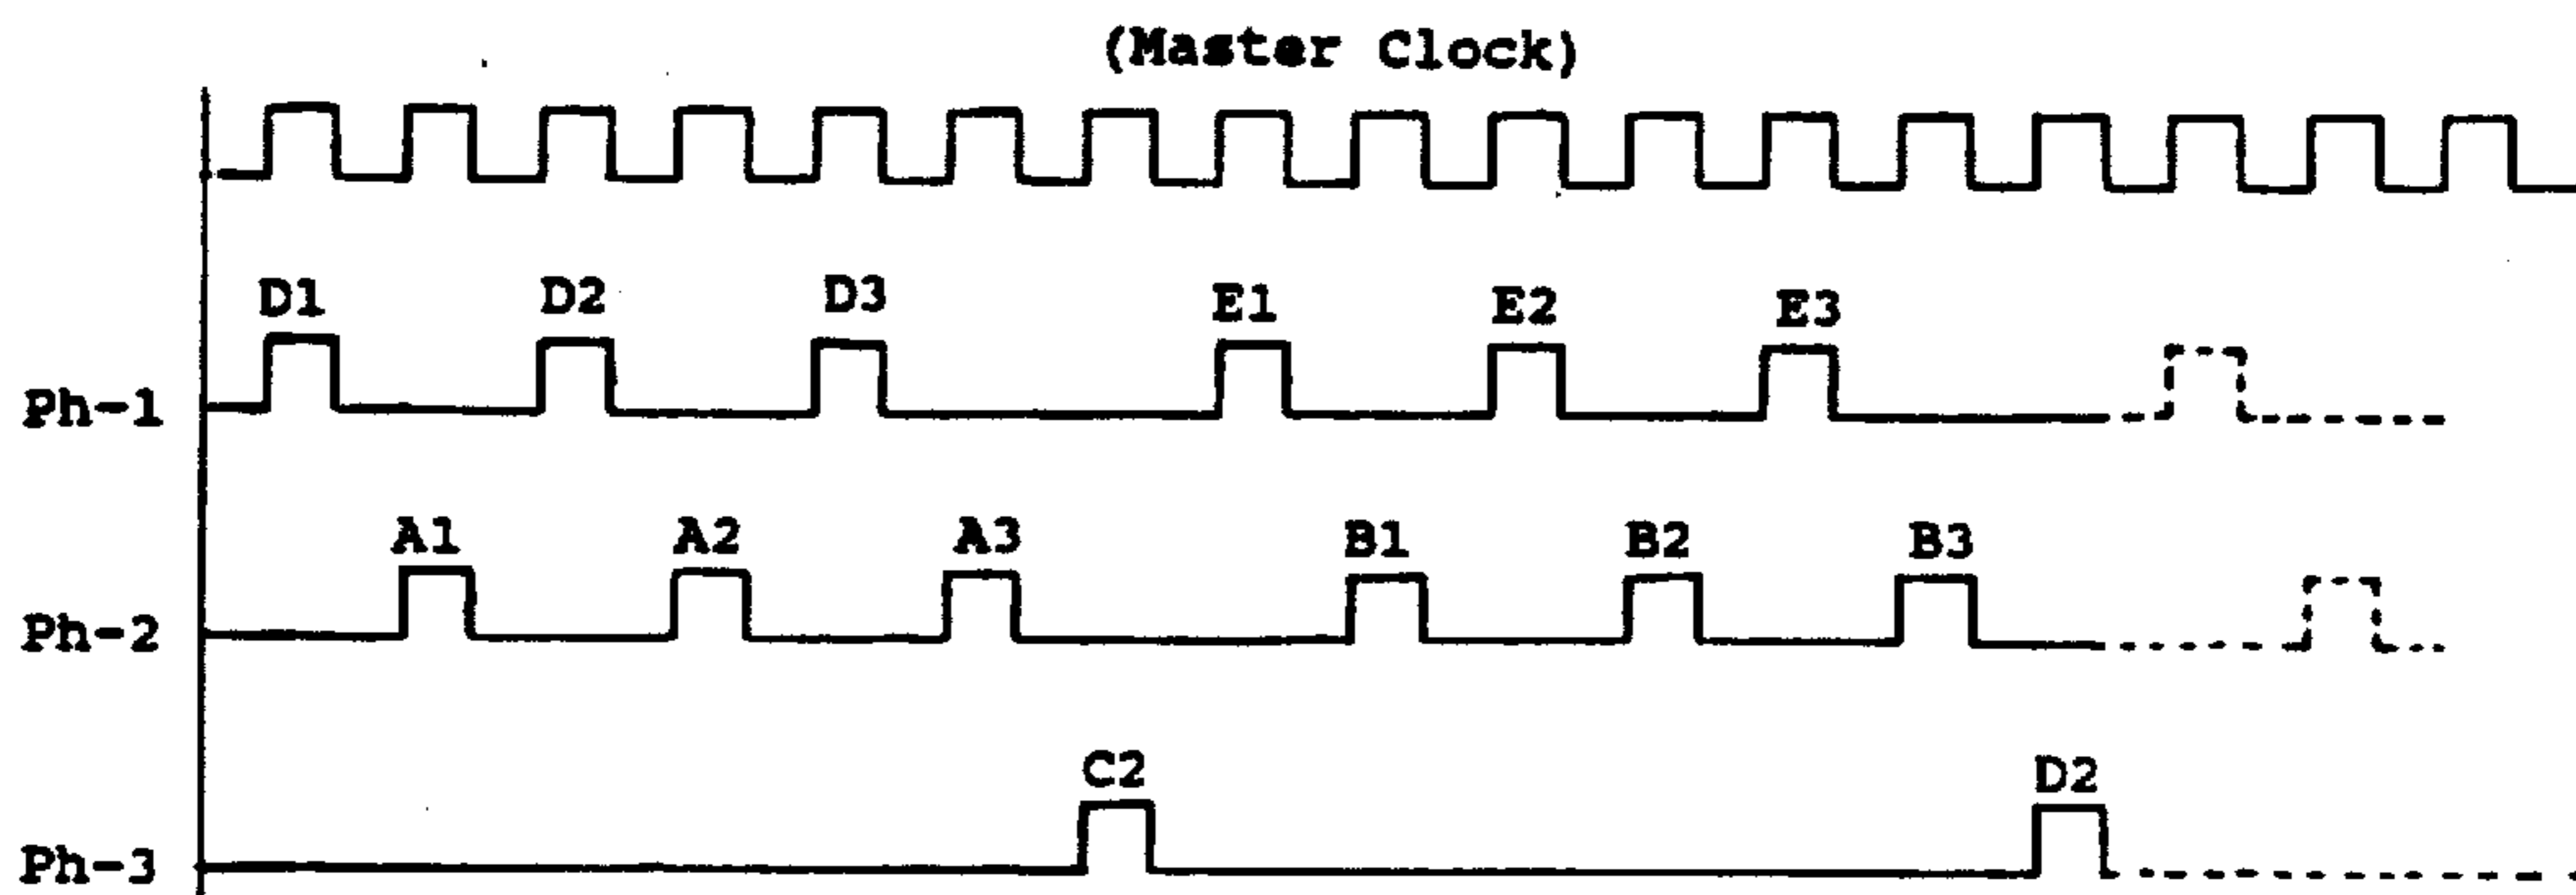 (Master Clock)
D1 D2 D3 E1 E2 E3
Ph-1
A1 A2 A3 B1 B2 B3
Ph-2
C2 D2
Ph-3